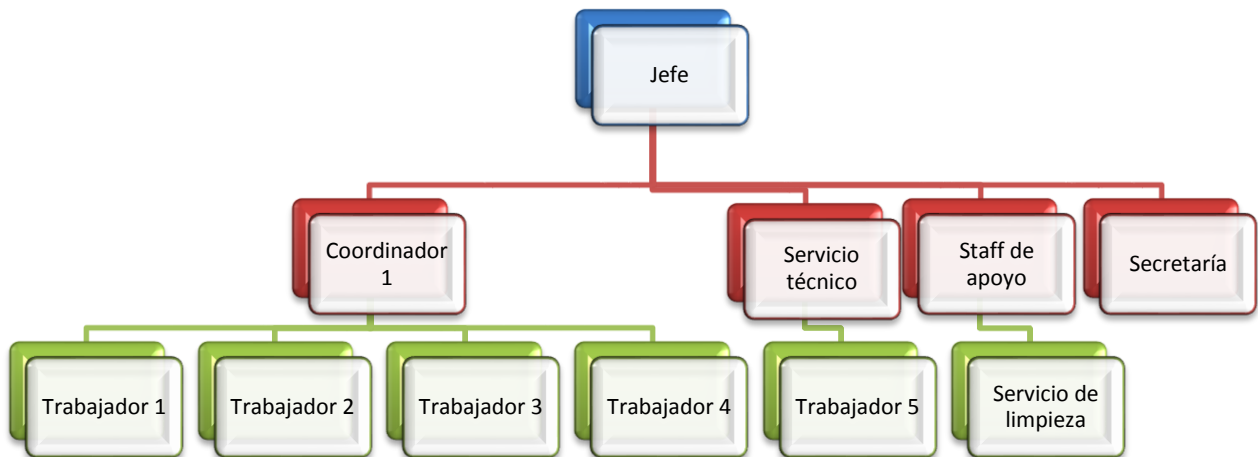 Jefe
Coordinador
1
Servicio
técnico
Staff de
apoyo
Secretaría
Trabajador 1
Trabajador 2
Trabajador 3
Trabajador 4
Trabajador 5
Servicio de
limpieza